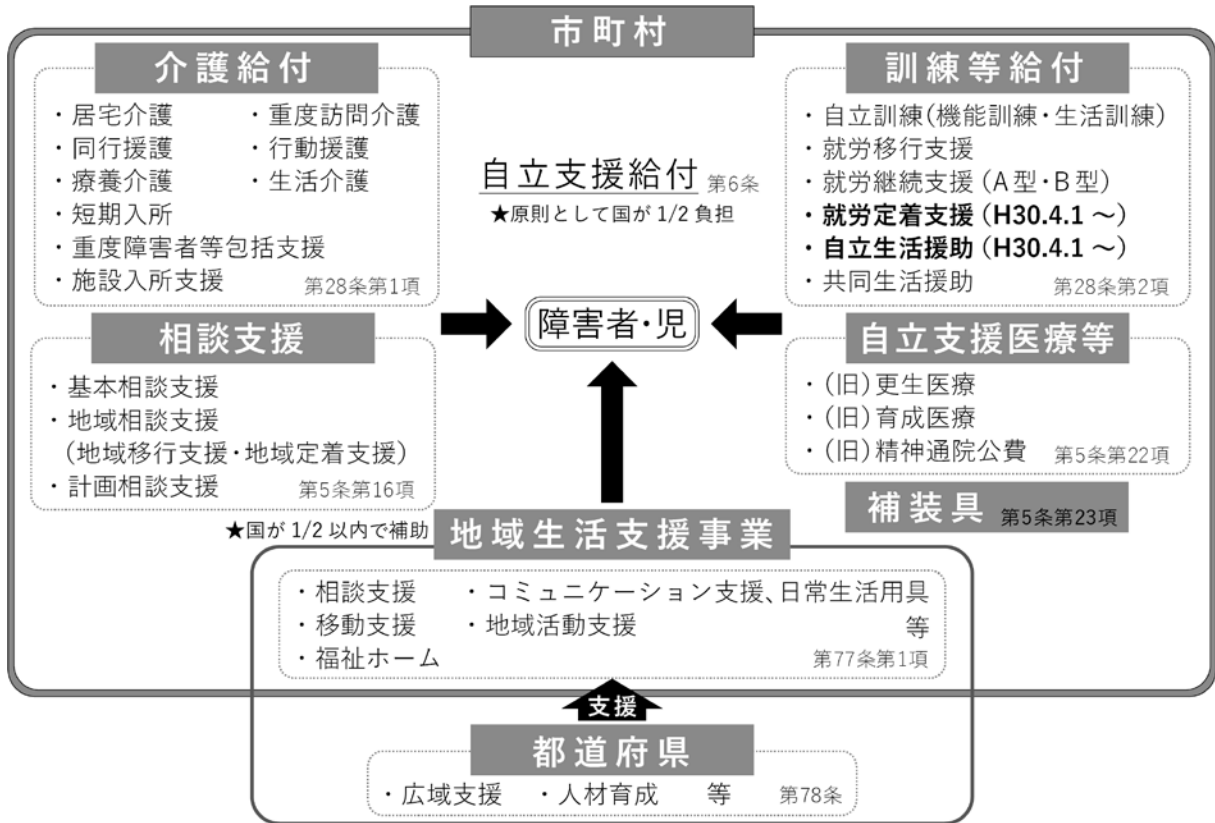 市町村
介護給付
・居宅介護 ・重度訪問介護
・同行援護 ・行動援護
・療養介護 ・生活介護
・短期入所
・重度障害者等包括支援
・施設入所支援 第28条第1項
自立支援給付 第6条
★原則として国が 1/2 負担
訓練等給付
・自立訓練(機能訓練・生活訓練)
・就労移行支援
・就労継続支援 (A型・B型)
・就労定着支援 (H30.4.1 ～)
・自立生活援助 (H30.4.1 ～)
・共同生活援助 第28条第2項
障害者・児
相談支援
・基本相談支援
・地域相談支援
(地域移行支援・地域定着支援)
・計画相談支援 第5条第16項
自立支援医療等
・(旧)更生医療
・(旧)育成医療
・(旧)精神通院公費 第5条第22項
補装具 第5条第23項
★国が 1/2 以内で補助
地域生活支援事業
・相談支援 ・コミュニケーション支援、日常生活用具
・移動支援 ・地域活動支援 等
・福祉ホーム 第77条第1項
支援
都道府県
・広域支援 ・人材育成 等 第78条